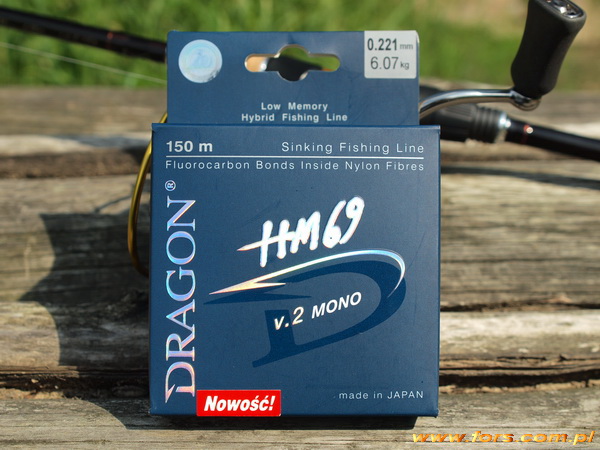 0.221 mm
6.07 kg
Low Memory
Hybrid Fishing Line
150 m
Sinking Fishing Line
Fluorocarbon Bonds Inside Nylon Fibres
DRAGON®
HM69
v.2 MONO
Nowość!
made in JAPAN
www.fors.com.pl